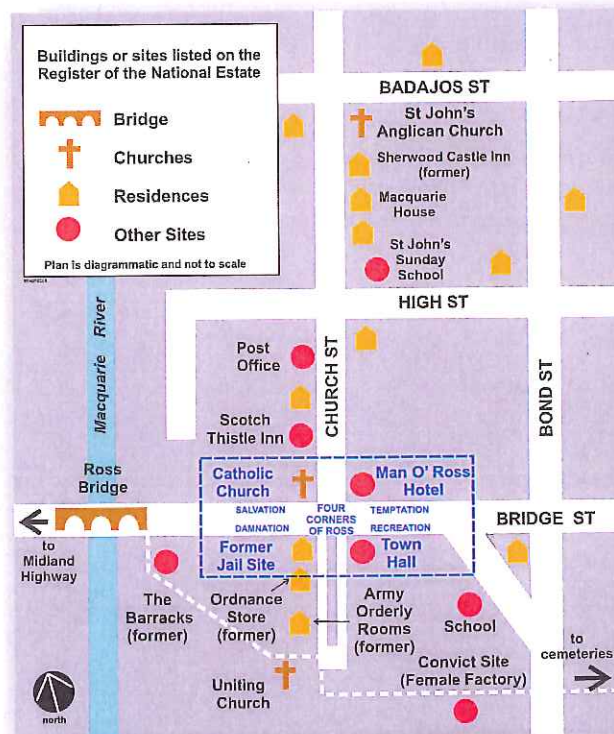 Buildings or sites listed on the
Register of the National Estate
Bridge
Churches
Residences
Other Sites
Plan is diagrammatic and not to scale
BADAJOS ST
St John's
Anglican Church
Sherwood Castle Inn
(former)
Macquarie
House
St John's
Sunday
School
HIGH ST
Macquarie River
CHURCH ST
BOND ST
Post
Office
Scotch
Thistle Inn
Ross
Bridge
Catholic
Church
Man O' Ross
Hotel
SALVATION
FOUR
CORNERS
OF ROSS
TEMPTATION
DAMNATION
RECREATION
BRIDGE ST
to
Midland
Highway
Former
Jail Site
Town
Hall
The
Barracks
(former)
Ordnance
Store
(former)
Army
Orderly
Rooms
(former)
School
to
cemeteries
Uniting
Church
Convict Site
(Female Factory)
north